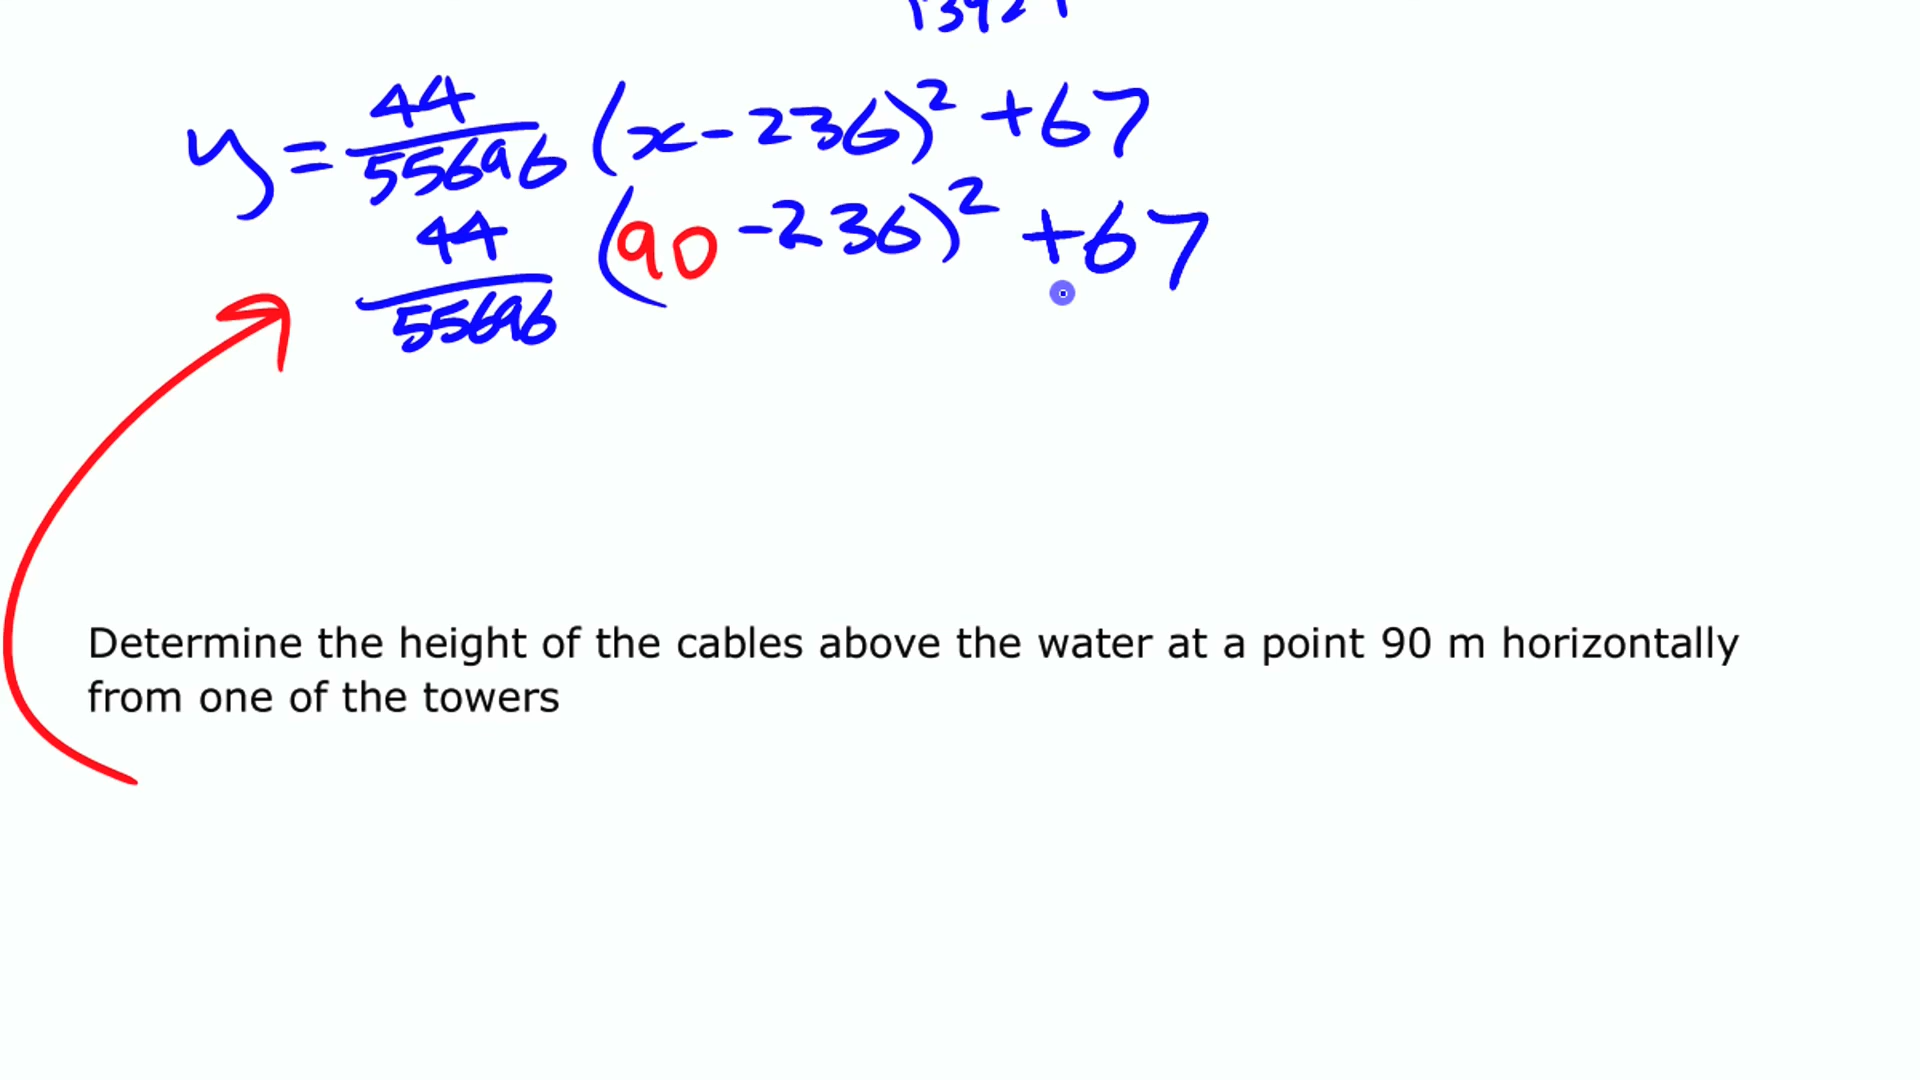 y = 44/55696 (x - 236)² + 67
44/55696 (90 - 236)² + 67
Determine the height of the cables above the water at a point 90 m horizontally
from one of the towers